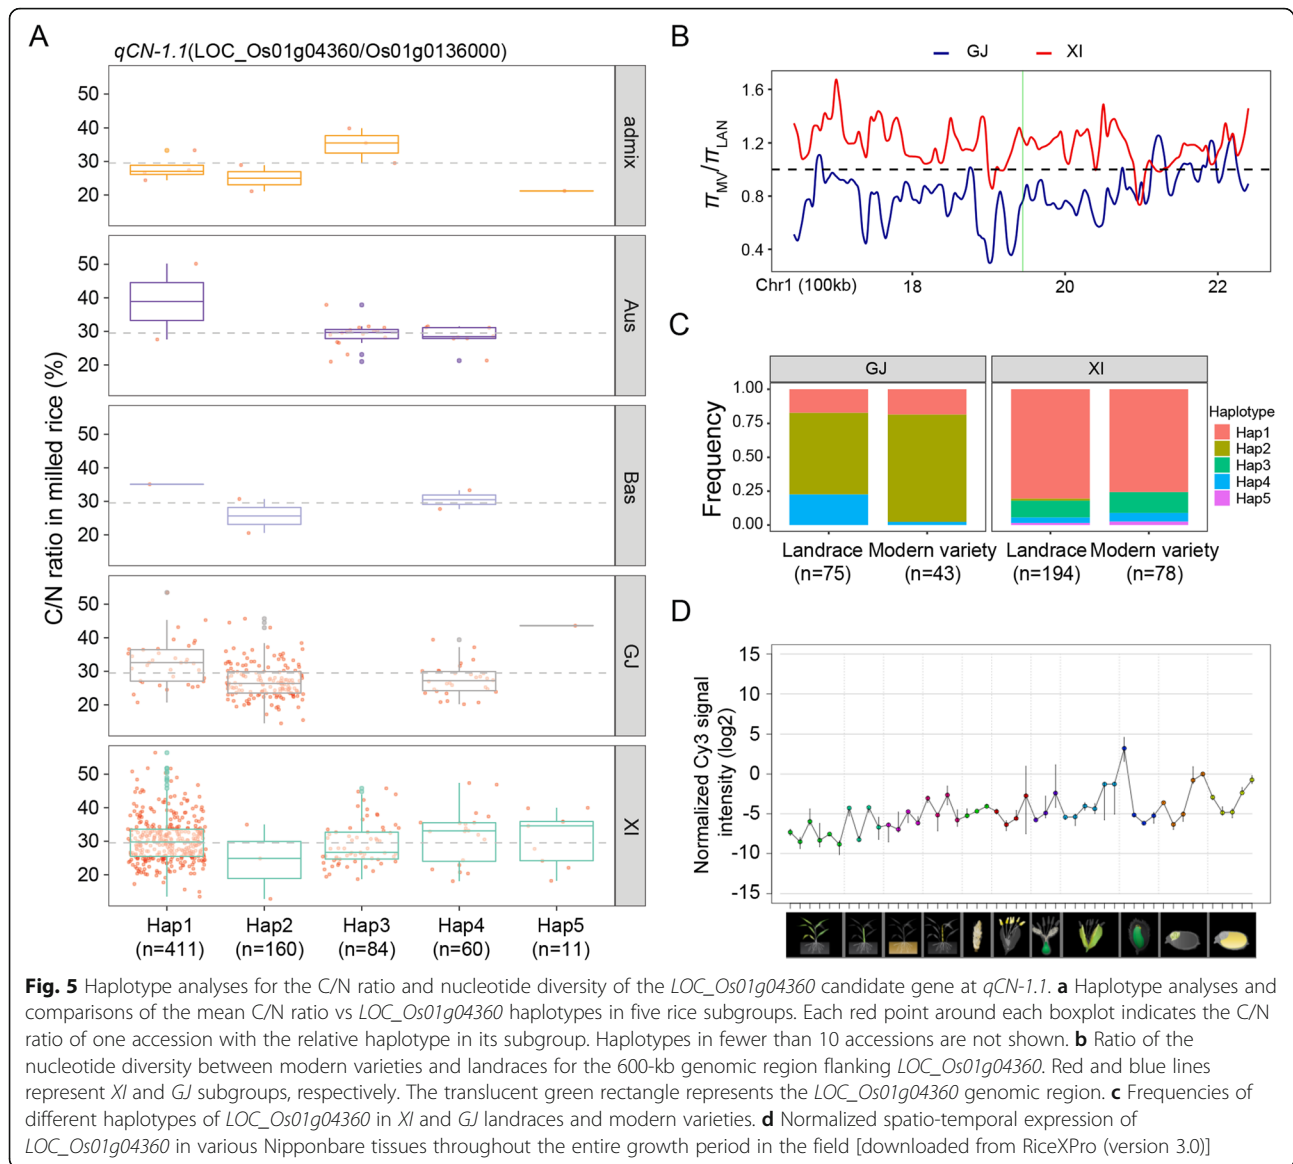 A
qCN-1.1(LOC_Os01g04360/Os01g0136000)
C/N ratio in milled rice (%)
50
40
30
20
admix
50
40
30
20
Aus
50
40
30
20
Bas
50
40
30
20
GJ
50
40
30
20
XI
Hap1 Hap2 Hap3 Hap4 Hap5
(n=411) (n=160) (n=84) (n=60) (n=11)
B
GJ XI
πMV/πLAN
1.6
1.2
0.8
0.4
Chr1 (100kb) 18 20 22
C
GJ XI
Frequency
1.00
0.75
0.50
0.25
0.00
Haplotype
Hap1
Hap2
Hap3
Hap4
Hap5
Landrace Modern variety Landrace Modern variety
(n=75) (n=43) (n=194) (n=78)
D
Normalized Cy3 signal
intensity (log2)
15
10
5
0
-5
-10
-15
Fig. 5 Haplotype analyses for the C/N ratio and nucleotide diversity of the LOC_Os01g04360 candidate gene at qCN-1.1. a Haplotype analyses and
comparisons of the mean C/N ratio vs LOC_Os01g04360 haplotypes in five rice subgroups. Each red point around each boxplot indicates the C/N
ratio of one accession with the relative haplotype in its subgroup. Haplotypes in fewer than 10 accessions are not shown. b Ratio of the
nucleotide diversity between modern varieties and landraces for the 600-kb genomic region flanking LOC_Os01g04360. Red and blue lines
represent XI and GJ subgroups, respectively. The translucent green rectangle represents the LOC_Os01g04360 genomic region. c Frequencies of
different haplotypes of LOC_Os01g04360 in XI and GJ landraces and modern varieties. d Normalized spatio-temporal expression of
LOC_Os01g04360 in various Nipponbare tissues throughout the entire growth period in the field [downloaded from RiceXPro (version 3.0)]